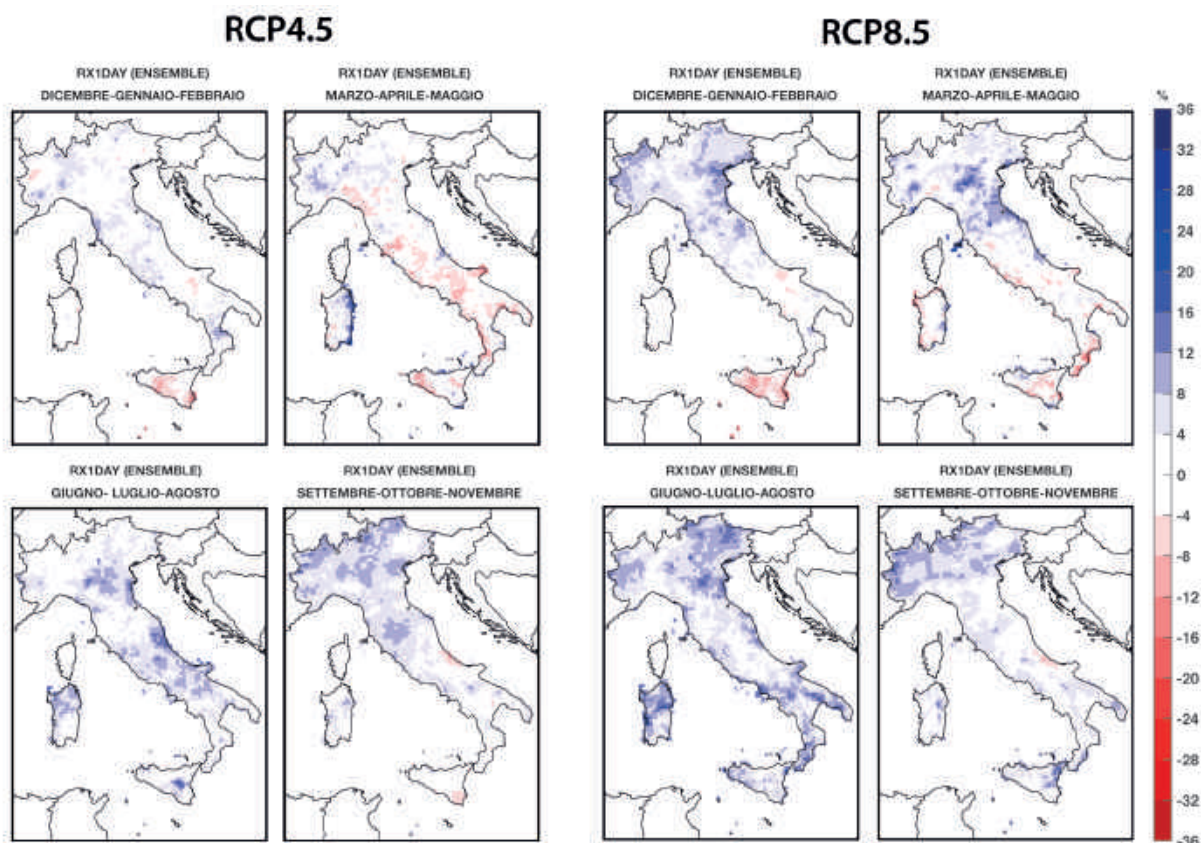 RCP4.5
RCP8.5
RX1DAY (ENSEMBLE)
DICEMBRE-GENNAIO-FEBBRAIO
RX1DAY (ENSEMBLE)
MARZO-APRILE-MAGGIO
RX1DAY (ENSEMBLE)
DICEMBRE-GENNAIO-FEBBRAIO
RX1DAY (ENSEMBLE)
MARZO-APRILE-MAGGIO
%
36
32
28
24
20
16
12
8
4
0
-4
-8
-12
-16
-20
-24
-28
-32
-36
RX1DAY (ENSEMBLE)
GIUGNO- LUGLIO-AGOSTO
RX1DAY (ENSEMBLE)
SETTEMBRE-OTTOBRE-NOVEMBRE
RX1DAY (ENSEMBLE)
GIUGNO-LUGLIO-AGOSTO
RX1DAY (ENSEMBLE)
SETTEMBRE-OTTOBRE-NOVEMBRE